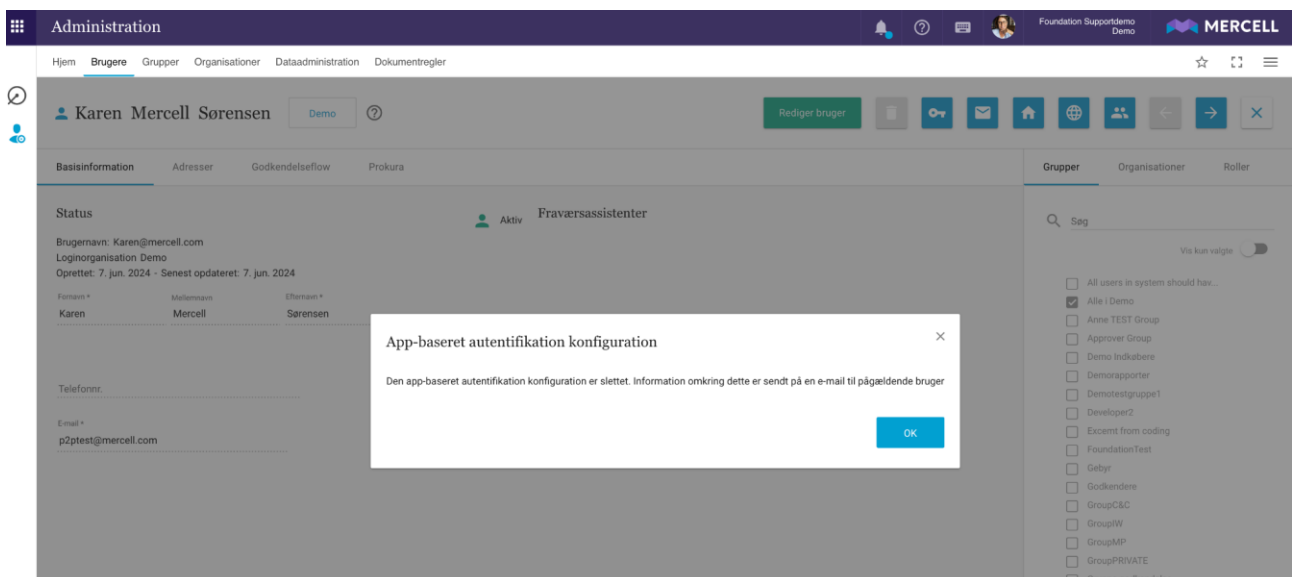 Administration
Foundation Supportdemo
Demo
MERCELL
Hjem Brugere Grupper Organisationer Dataadministration Dokumentregler
Karen Mercell Sørensen
Demo
Rediger bruger
Basisinformation Adresser Godkendelseflow Prokura
Grupper Organisationer Roller
Status
Aktiv
Fraværsassistenter
Søg
Vis kun valgte
Brugernavn: Karen@mercell.com
Loginorganisation Demo
Oprettet: 7. jun. 2024 - Senest opdateret: 7. jun. 2024
Fornavn * Mellemnavn Efternavn *
Karen Mercell Sørensen
Telefonnr.
E-mail *
p2ptest@mercell.com
App-baseret autentifikation konfiguration
Den app-baseret autentifikation konfiguration er slettet. Information omkring dette er sendt på en e-mail til pågældende bruger
OK
All users in system should hav...
Alle i Demo
Anne TEST Group
Approver Group
Demo Indkøbere
Demorapporter
Demotestgruppe1
Developer2
Excemt from coding
FoundationTest
Gebyr
Godkendere
GroupC&C
GroupIW
GroupMP
GroupPRIVATE